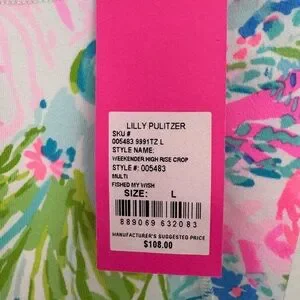 LILLY PULITZER
SKU #
005483 9991TZ L
STYLE NAME:
WEEKENDER HIGH RISE CROP
STYLE #: 005483
MULTI
FISHED MY WISH
SIZE: L
889069 632083
MANUFACTURER'S SUGGESTED PRICE
$108.00